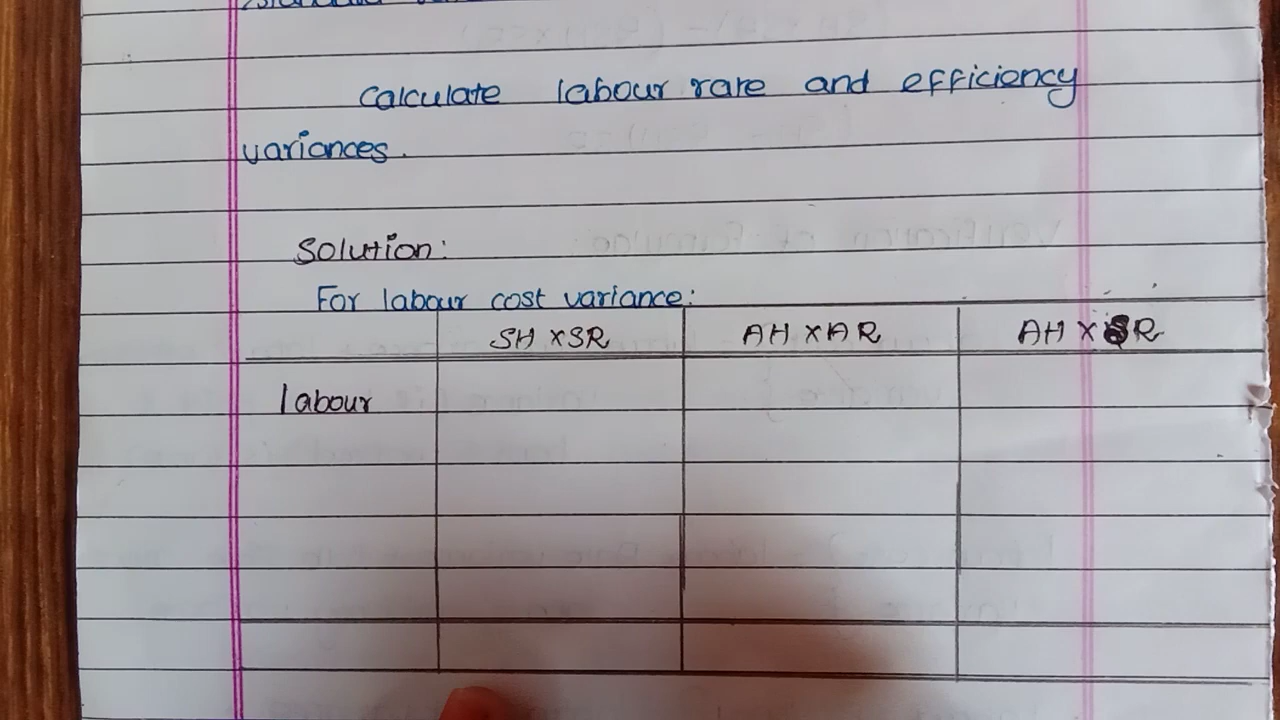 Calculate labour rate and efficiency
variances.
Solution:
For labour cost variance:
SH X SR AH X AR AH X SR
labour